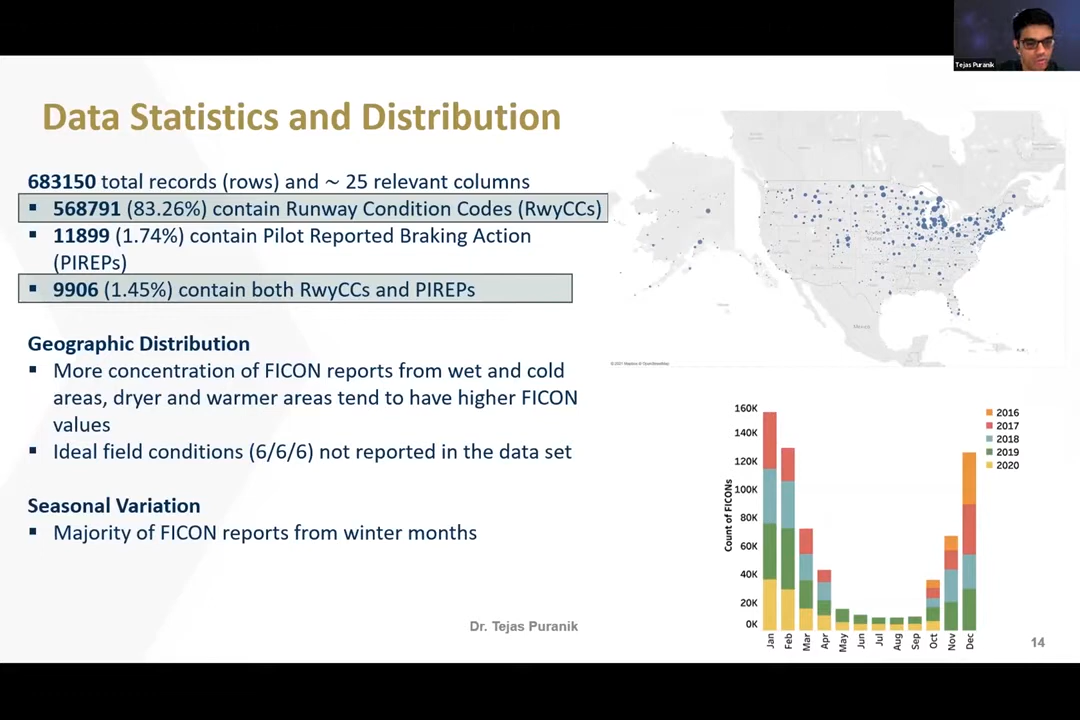 Tejas Puranik
Data Statistics and Distribution
683150 total records (rows) and ~ 25 relevant columns
▪ 568791 (83.26%) contain Runway Condition Codes (RwyCCs)
▪ 11899 (1.74%) contain Pilot Reported Braking Action
(PIREPs)
▪ 9906 (1.45%) contain both RwyCCs and PIREPs
Geographic Distribution
▪ More concentration of FICON reports from wet and cold
areas, dryer and warmer areas tend to have higher FICON
values
▪ Ideal field conditions (6/6/6) not reported in the data set
Seasonal Variation
▪ Majority of FICON reports from winter months
Mexico
© 2021 Mapbox © OpenStreetMap
160K
140K
120K
100K
80K
60K
40K
20K
0K
Count of FICONs
Jan
Feb
Mar
Apr
May
Jun
Jul
Aug
Sep
Oct
Nov
Dec
2016
2017
2018
2019
2020
Dr. Tejas Puranik
14